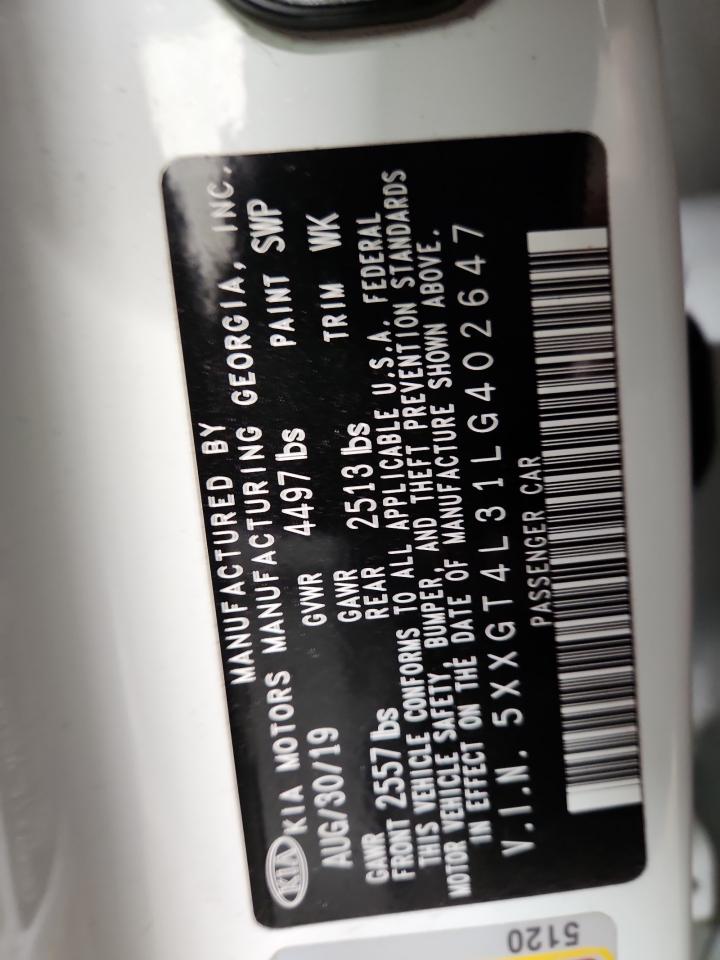 MANUFACTURED BY
KIA KIA MOTORS MANUFACTURING GEORGIA, INC.
AUG/30/19 GVWR 4497 lbs PAINT SWP
GAWR FRONT 2557 lbs GAWR REAR 2513 lbs TRIM WK
THIS VEHICLE CONFORMS TO ALL APPLICABLE U.S.A. FEDERAL
MOTOR VEHICLE SAFETY, BUMPER, AND THEFT PREVENTION STANDARDS
IN EFFECT ON THE DATE OF MANUFACTURE SHOWN ABOVE.
V.I.N. 5XXGT4L31LG402647
PASSENGER CAR
5120